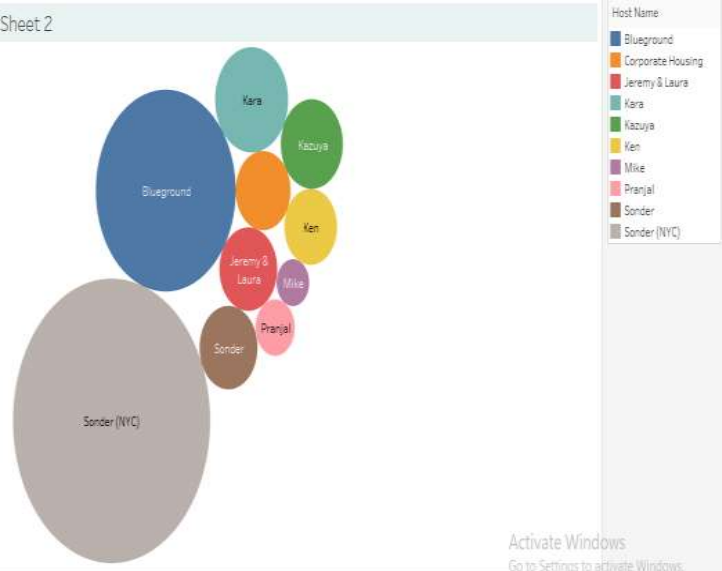 Sheet 2
Host Name
Blueground
Corporate Housing
Jeremy & Laura
Kara
Kazuya
Ken
Mike
Pranjal
Sonder
Sonder (NYC)
Kara
Kazuya
Blueground
Ken
Jeremy &
Laura
Mike
Pranjal
Sonder
Sonder (NYC)
Activate Windows
Go to Settings to activate Windows.